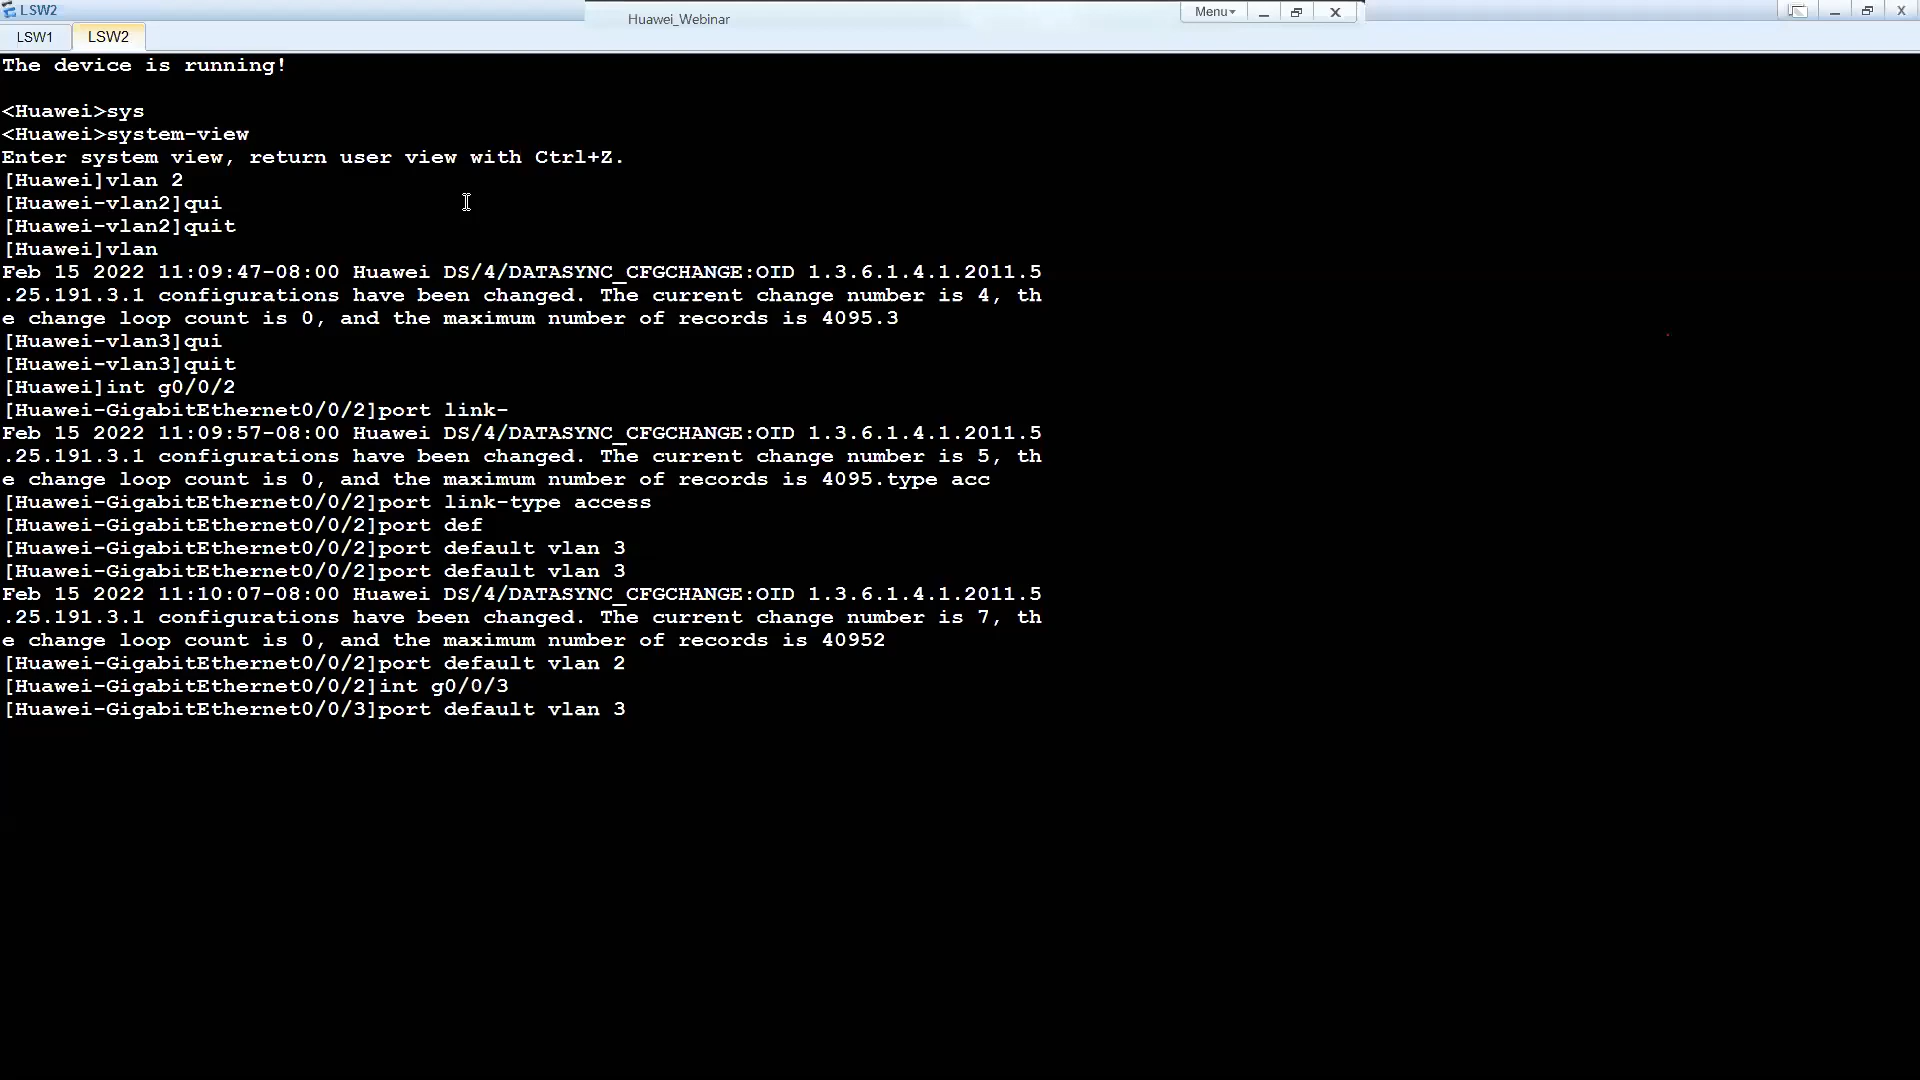 LSW2
Huawei_Webinar
Menu
LSW1
LSW2
The device is running!
<Huawei>sys
<Huawei>system-view
Enter system view, return user view with Ctrl+Z.
[Huawei]vlan 2
[Huawei-vlan2]qui
[Huawei-vlan2]quit
[Huawei]vlan
Feb 15 2022 11:09:47-08:00 Huawei DS/4/DATASYNC_CFGCHANGE:OID 1.3.6.1.4.1.2011.5
.25.191.3.1 configurations have been changed. The current change number is 4, th
e change loop count is 0, and the maximum number of records is 4095.3
[Huawei-vlan3]qui
[Huawei-vlan3]quit
[Huawei]int g0/0/2
[Huawei-GigabitEthernet0/0/2]port link-
Feb 15 2022 11:09:57-08:00 Huawei DS/4/DATASYNC_CFGCHANGE:OID 1.3.6.1.4.1.2011.5
.25.191.3.1 configurations have been changed. The current change number is 5, th
e change loop count is 0, and the maximum number of records is 4095.type acc
[Huawei-GigabitEthernet0/0/2]port link-type access
[Huawei-GigabitEthernet0/0/2]port def
[Huawei-GigabitEthernet0/0/2]port default vlan 3
[Huawei-GigabitEthernet0/0/2]port default vlan 3
Feb 15 2022 11:10:07-08:00 Huawei DS/4/DATASYNC_CFGCHANGE:OID 1.3.6.1.4.1.2011.5
.25.191.3.1 configurations have been changed. The current change number is 7, th
e change loop count is 0, and the maximum number of records is 40952
[Huawei-GigabitEthernet0/0/2]port default vlan 2
[Huawei-GigabitEthernet0/0/2]int g0/0/3
[Huawei-GigabitEthernet0/0/3]port default vlan 3